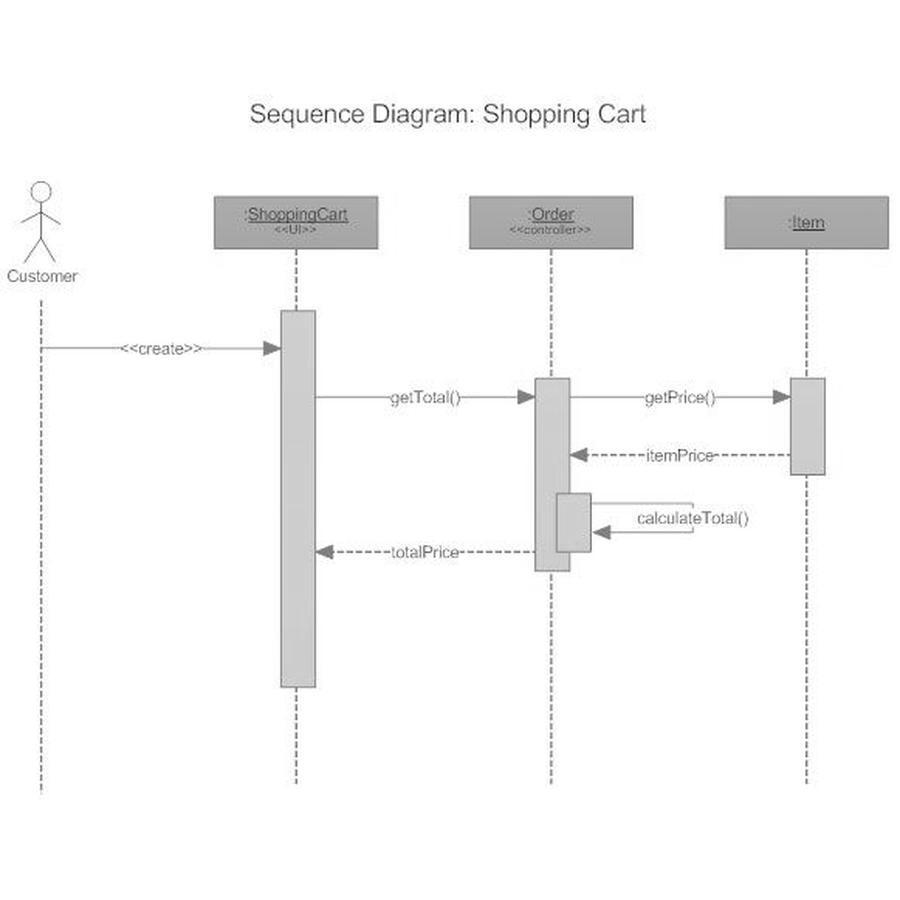 Sequence Diagram: Shopping Cart
Customer
:ShoppingCart
<<UI>>
:Order
<<controller>>
:Item
<<create>>
getTotal()
getPrice()
itemPrice
calculateTotal()
totalPrice